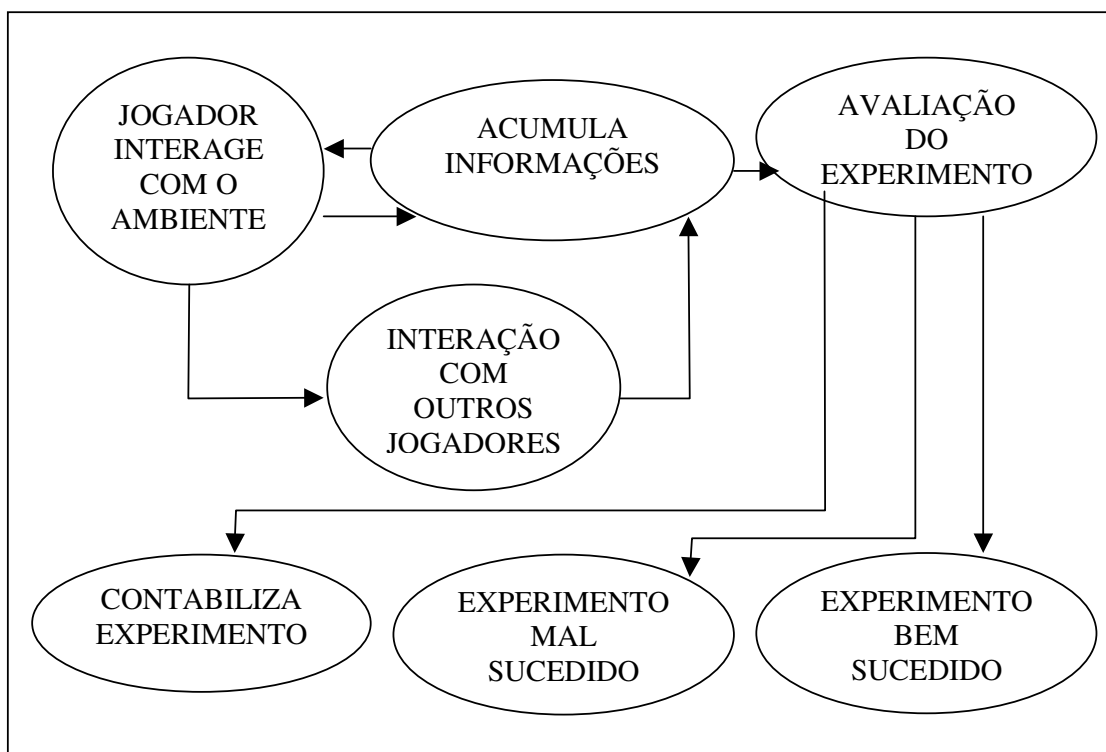 JOGADOR
INTERAGE
COM O
AMBIENTE
ACUMULA
INFORMAÇÕES
AVALIAÇÃO
DO
EXPERIMENTO
INTERAÇÃO
COM
OUTROS
JOGADORES
CONTABILIZA
EXPERIMENTO
EXPERIMENTO
MAL
SUCEDIDO
EXPERIMENTO
BEM
SUCEDIDO